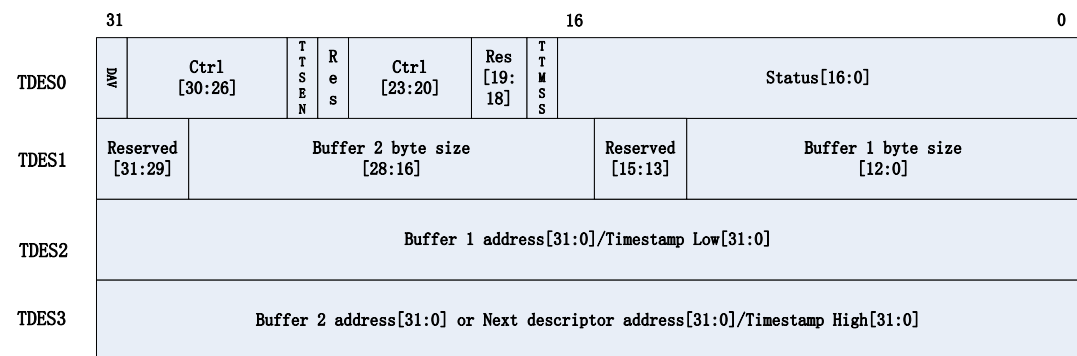 31 16 0
TDES0
DAV
Ctrl
[30:26]
TTSEN
Res
Ctrl
[23:20]
Res
[19:
18]
TTMSS
Status[16:0]
TDES1
Reserved
[31:29]
Buffer 2 byte size
[28:16]
Reserved
[15:13]
Buffer 1 byte size
[12:0]
TDES2
Buffer 1 address[31:0]/Timestamp Low[31:0]
TDES3
Buffer 2 address[31:0] or Next descriptor address[31:0]/Timestamp High[31:0]